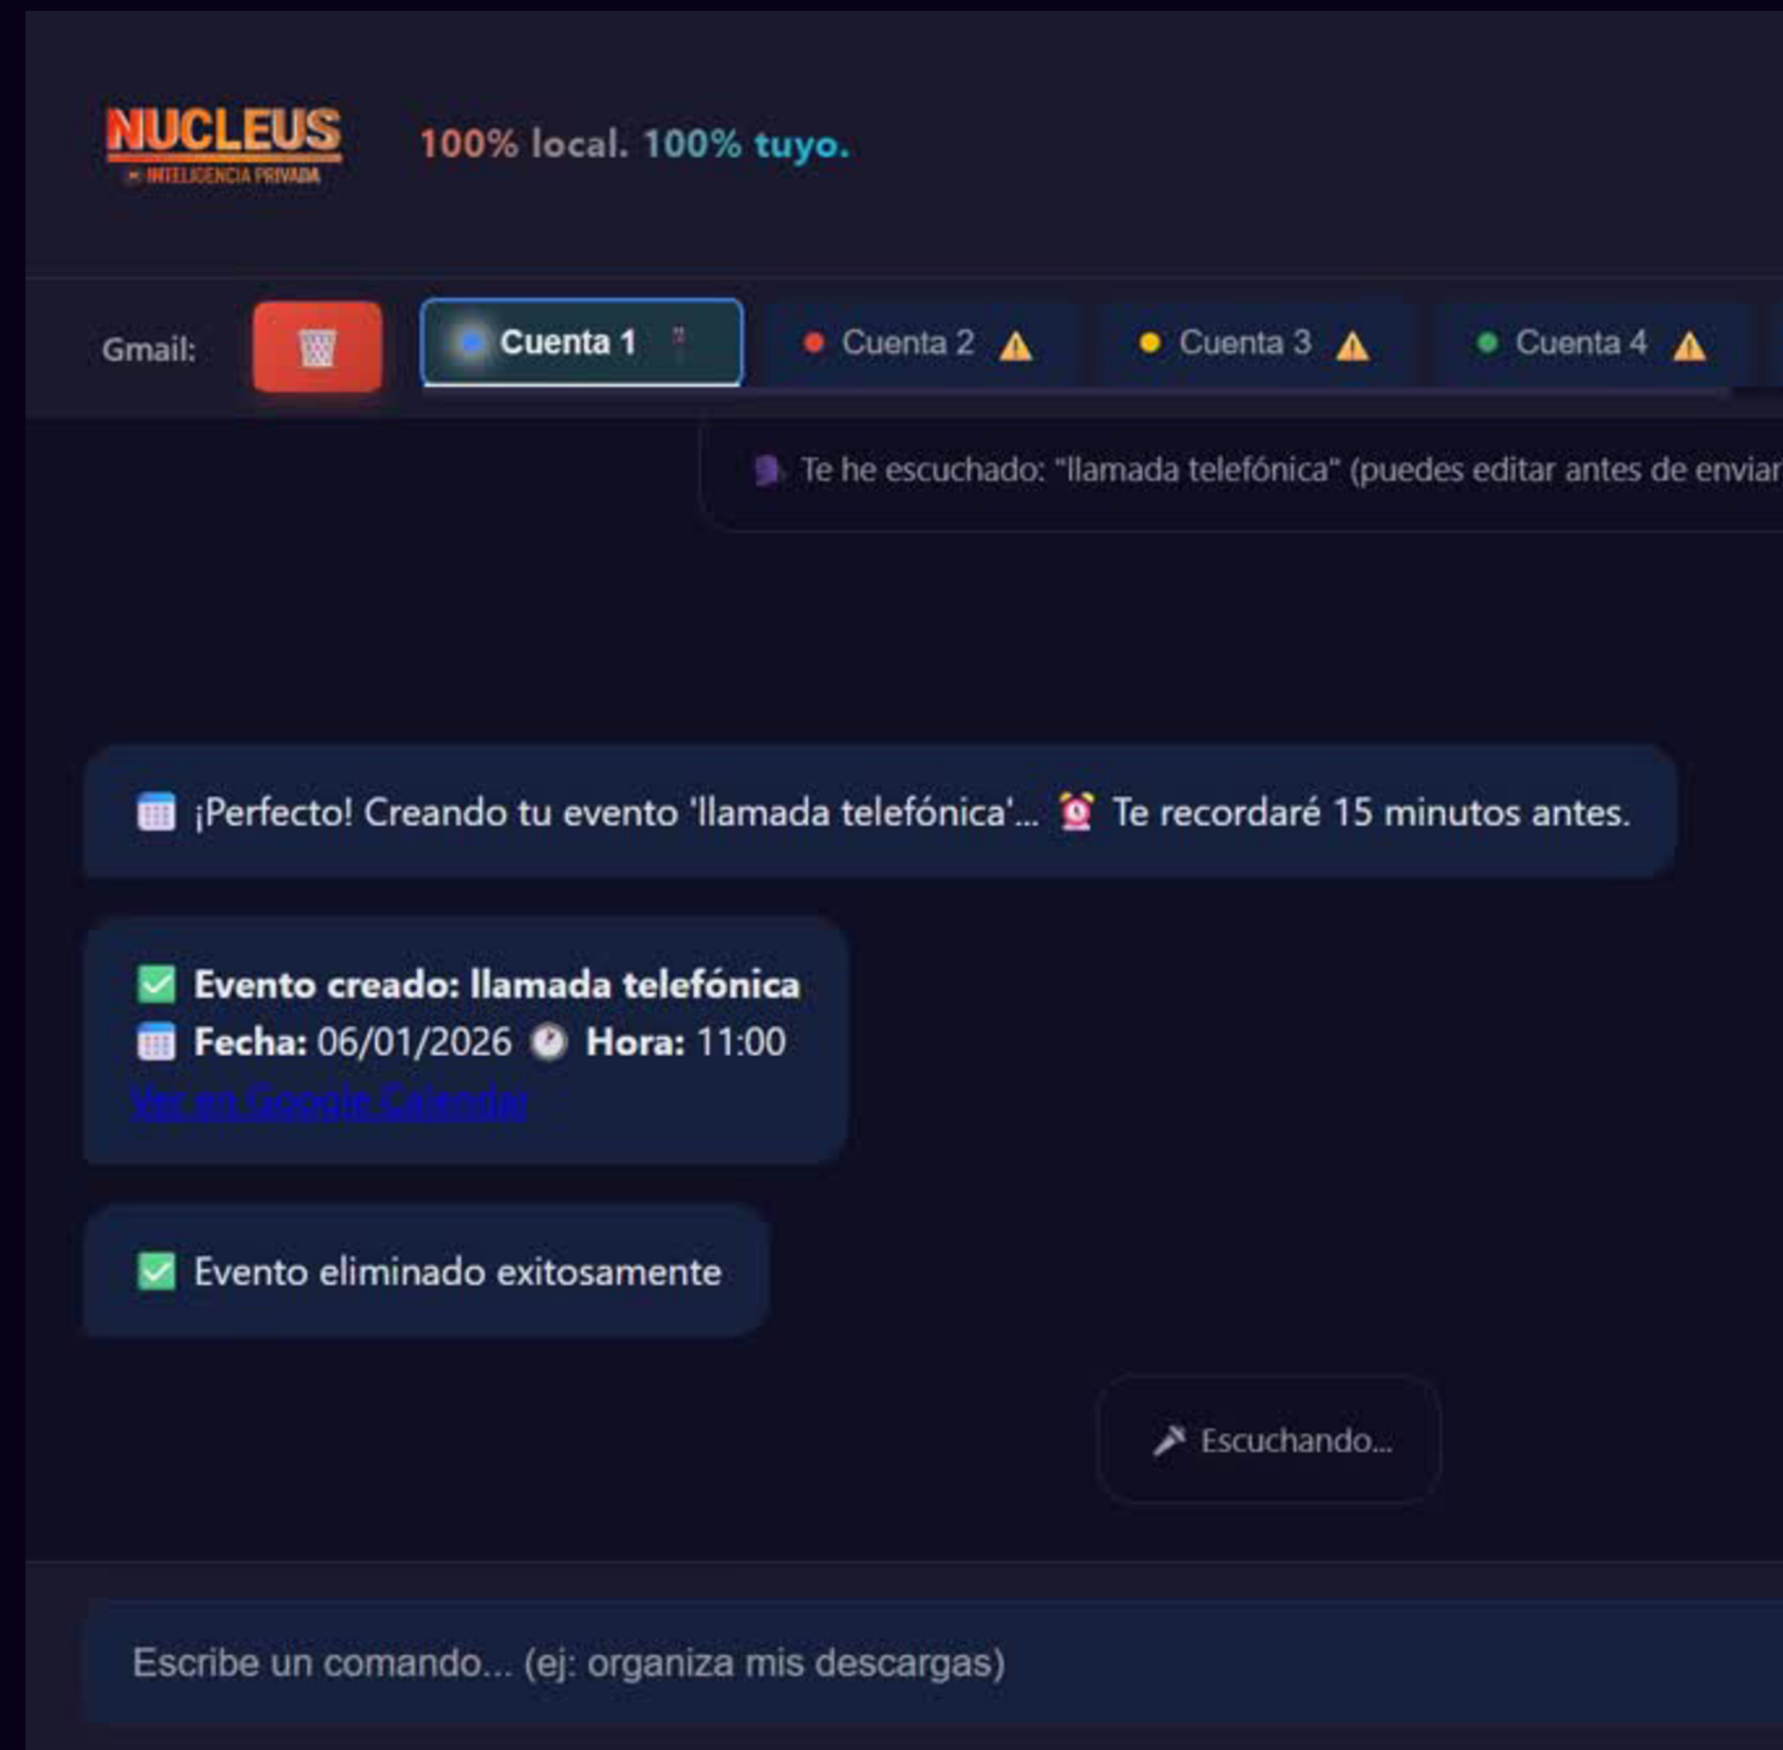 NUCLEUS
INTELIGENCIA PRIVADA
100% local. 100% tuyo.
Gmail:
Cuenta 1
Cuenta 2
Cuenta 3
Cuenta 4
Te he escuchado: "llamada telefónica" (puedes editar antes de enviar
¡Perfecto! Creando tu evento 'llamada telefónica'... Te recordaré 15 minutos antes.
Evento creado: llamada telefónica
Fecha: 06/01/2026 Hora: 11:00
Ver en Google Calendar
Evento eliminado exitosamente
Escuchando...
Escribe un comando... (ej: organiza mis descargas)